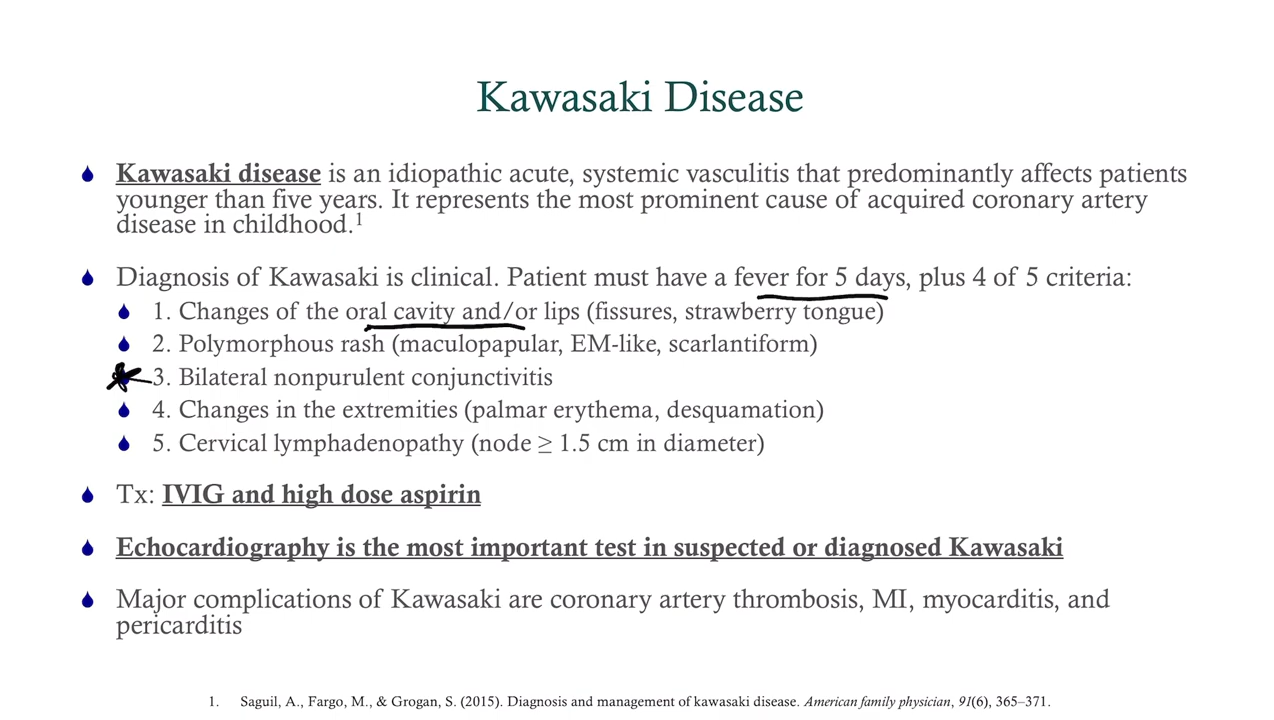 Kawasaki Disease
Kawasaki disease is an idiopathic acute, systemic vasculitis that predominantly affects patients
younger than five years. It represents the most prominent cause of acquired coronary artery
disease in childhood.¹
Diagnosis of Kawasaki is clinical. Patient must have a fever for 5 days, plus 4 of 5 criteria:
1. Changes of the oral cavity and/or lips (fissures, strawberry tongue)
2. Polymorphous rash (maculopapular, EM-like, scarlantiform)
3. Bilateral nonpurulent conjunctivitis
4. Changes in the extremities (palmar erythema, desquamation)
5. Cervical lymphadenopathy (node ≥ 1.5 cm in diameter)
Tx: IVIG and high dose aspirin
Echocardiography is the most important test in suspected or diagnosed Kawasaki
Major complications of Kawasaki are coronary artery thrombosis, MI, myocarditis, and
pericarditis
1. Saguil, A., Fargo, M., & Grogan, S. (2015). Diagnosis and management of kawasaki disease. American family physician, 91(6), 365–371.